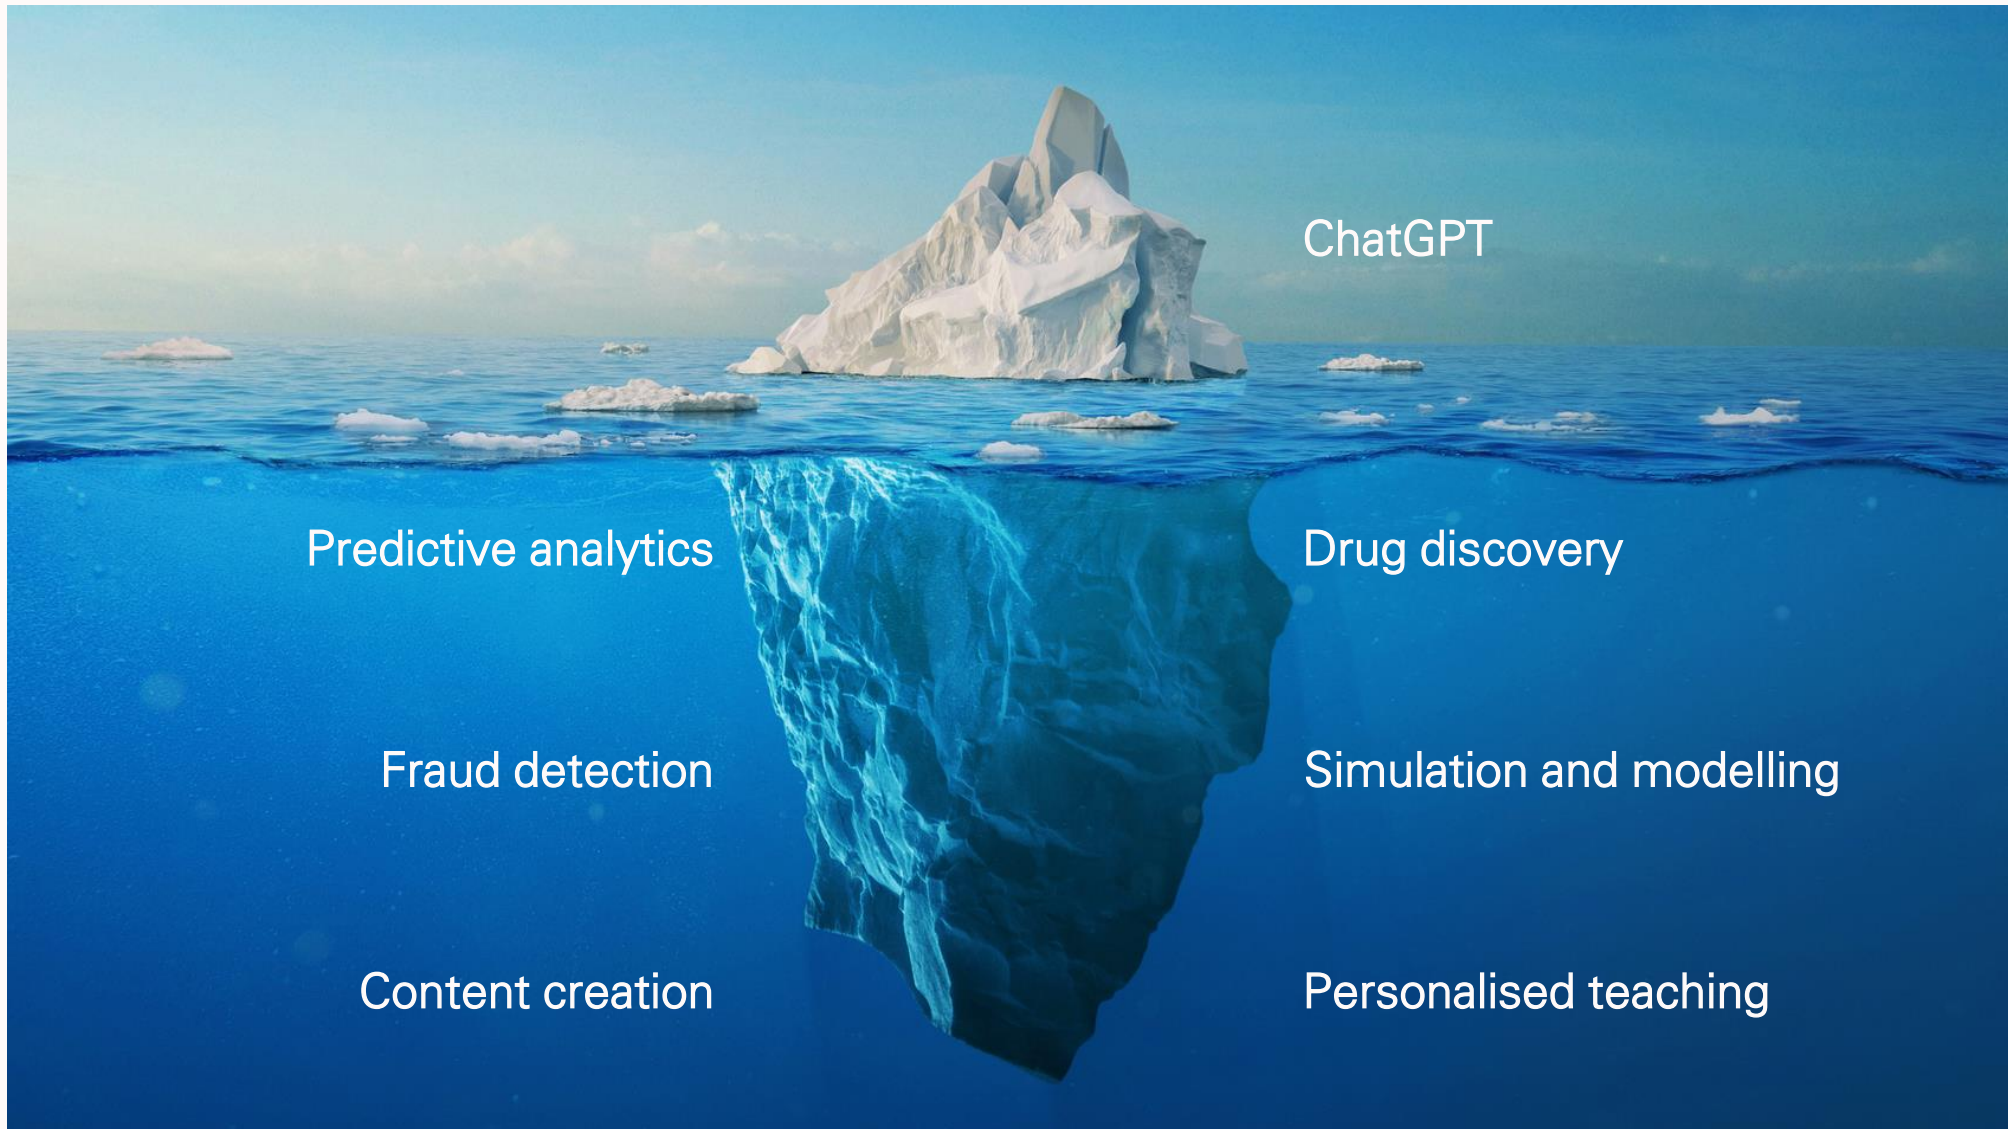 ChatGPT
Predictive analytics
Drug discovery
Fraud detection
Simulation and modelling
Content creation
Personalised teaching